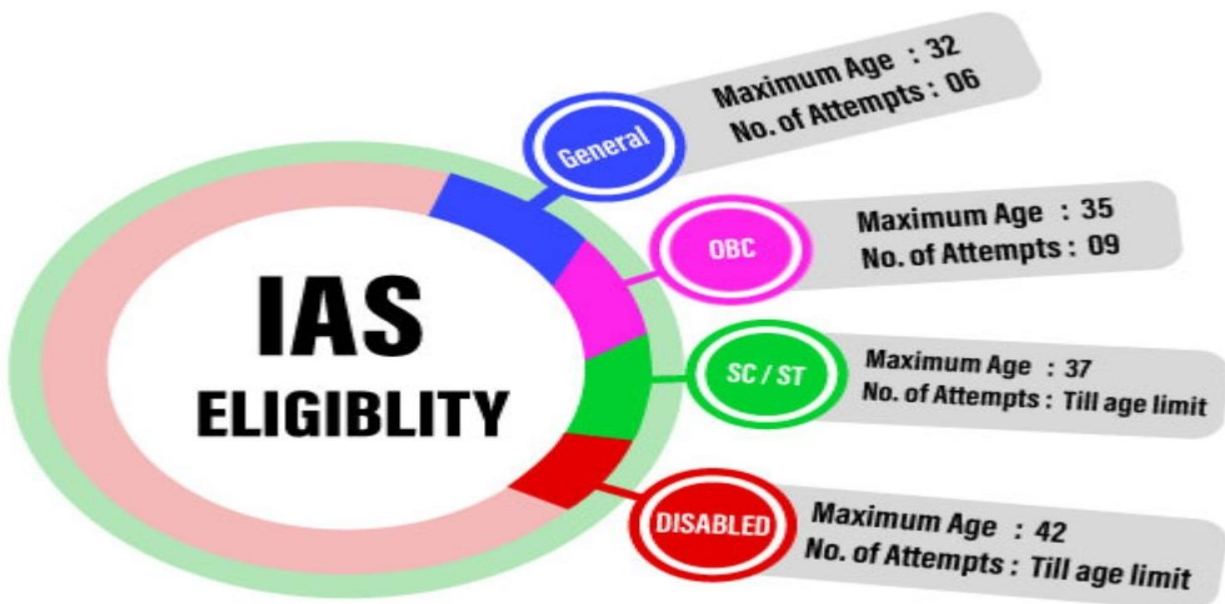 IAS
ELIGIBLITY
General
Maximum Age : 32
No. of Attempts : 06
OBC
Maximum Age : 35
No. of Attempts : 09
SC / ST
Maximum Age : 37
No. of Attempts : Till age limit
DISABLED
Maximum Age : 42
No. of Attempts : Till age limit